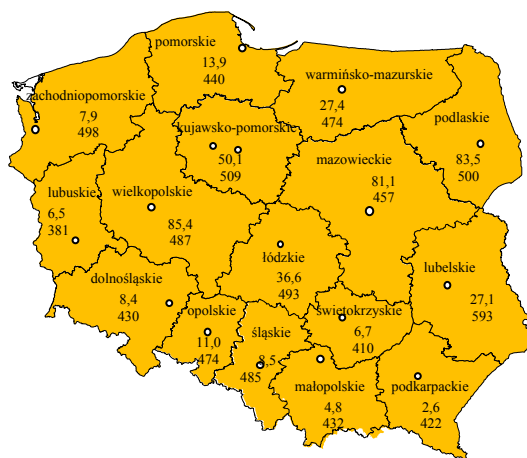 pomorskie
13,9
440
warmińsko-mazurskie
27,4
474
zachodniopomorskie
7,9
498
kujawsko-pomorskie
50,1
509
podlaskie
83,5
500
mazowieckie
81,1
457
lubuskie
6,5
381
wielkopolskie
85,4
487
łódzkie
36,6
493
lubelskie
27,1
593
dolnośląskie
8,4
430
opolskie
11,0
474
śląskie
8,5
485
świętokrzyskie
6,7
410
małopolskie
4,8
432
podkarpackie
2,6
422